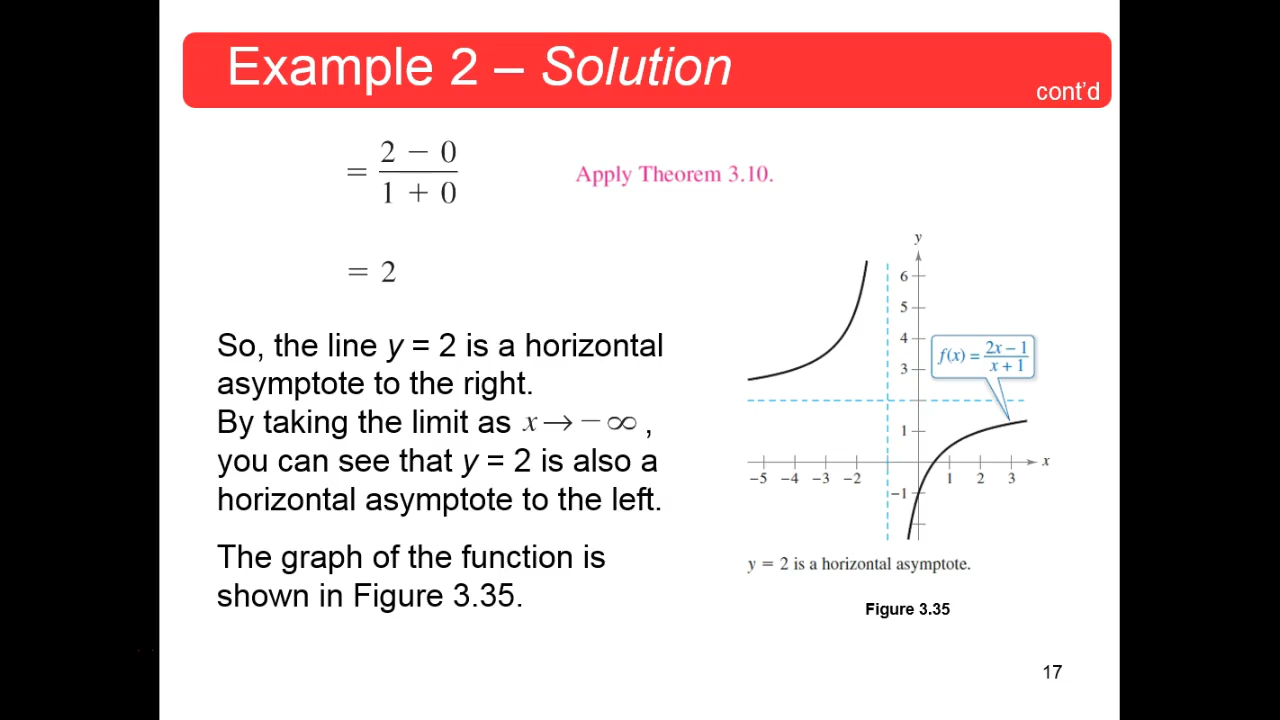 Example 2 – Solution
cont'd
= (2 − 0)/(1 + 0)
Apply Theorem 3.10.
= 2
So, the line y = 2 is a horizontal
asymptote to the right.
By taking the limit as x → − ∞ ,
you can see that y = 2 is also a
horizontal asymptote to the left.
The graph of the function is
shown in Figure 3.35.
y
6
5
4
3
1
−1
f(x) = (2x − 1)/(x + 1)
−5 −4 −3 −2 1 2 3
x
y = 2 is a horizontal asymptote.
Figure 3.35
17